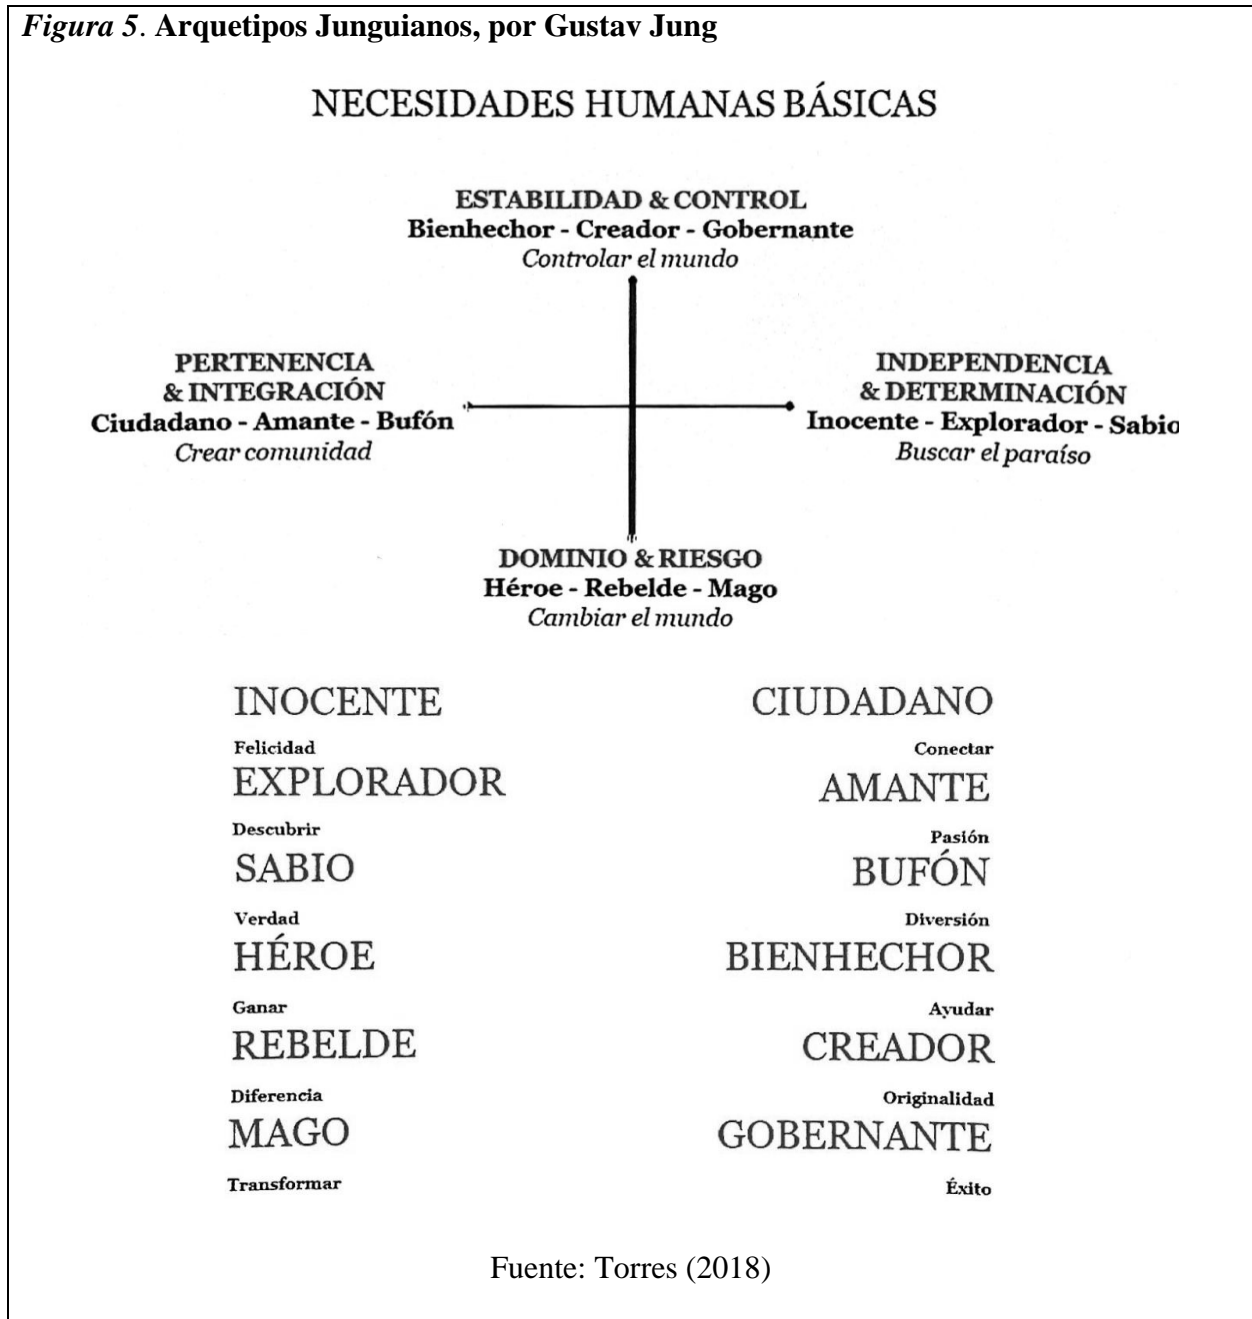 Figura 5. Arquetipos Junguianos, por Gustav Jung
NECESIDADES HUMANAS BÁSICAS
ESTABILIDAD & CONTROL
Bienhechor - Creador - Gobernante
Controlar el mundo
PERTENENCIA
& INTEGRACIÓN
Ciudadano - Amante - Bufón
Crear comunidad
INDEPENDENCIA
& DETERMINACIÓN
Inocente - Explorador - Sabio
Buscar el paraíso
DOMINIO & RIESGO
Héroe - Rebelde - Mago
Cambiar el mundo
INOCENTE
Felicidad
EXPLORADOR
Descubrir
SABIO
Verdad
HÉROE
Ganar
REBELDE
Diferencia
MAGO
Transformar
CIUDADANO
Conectar
AMANTE
Pasión
BUFÓN
Diversión
BIENHECHOR
Ayudar
CREADOR
Originalidad
GOBERNANTE
Éxito
Fuente: Torres (2018)